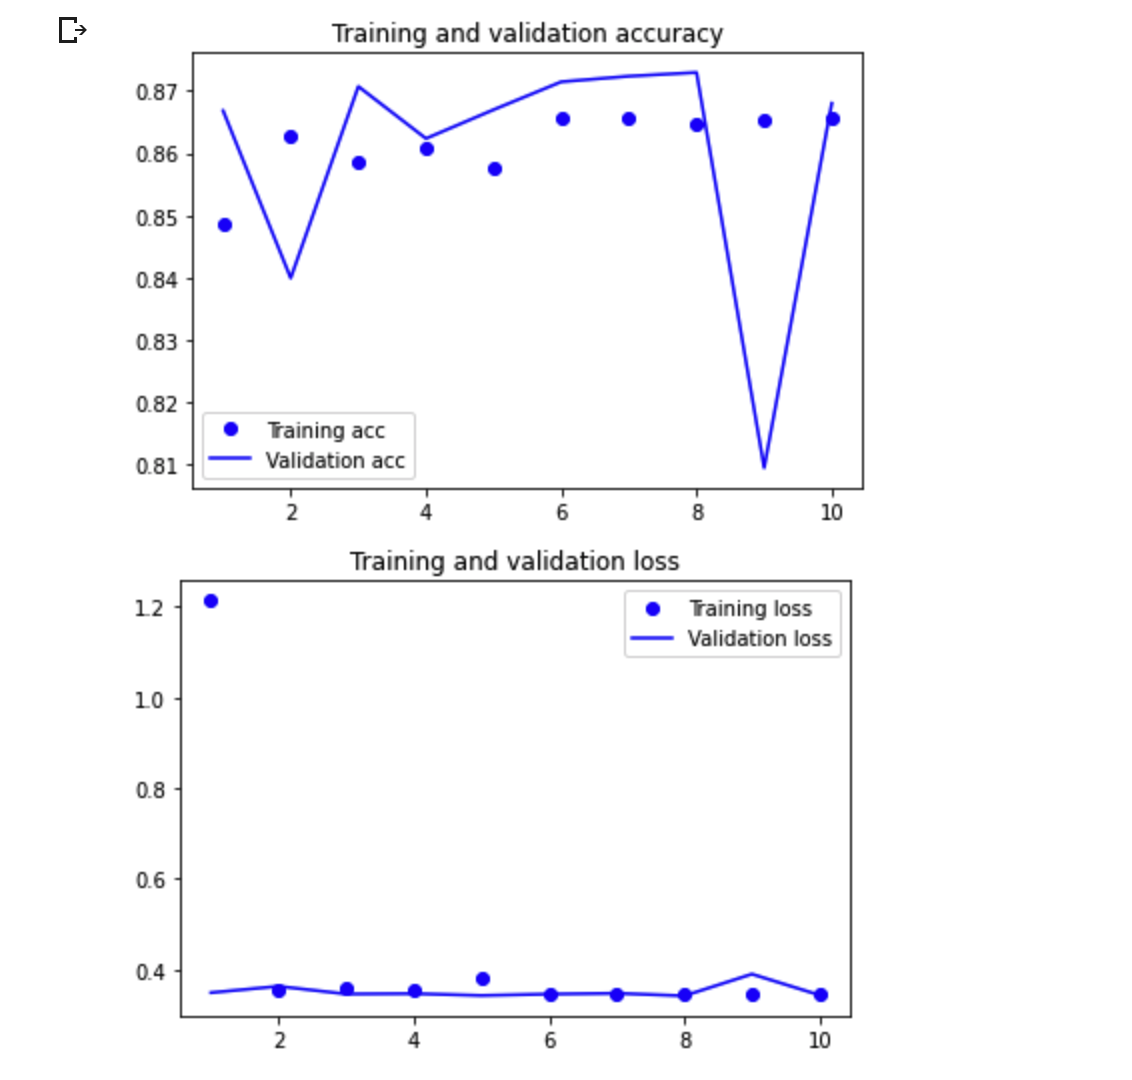 Training and validation accuracy
0.87
0.86
0.85
0.84
0.83
0.82
0.81
Training acc
Validation acc
2 4 6 8 10
Training and validation loss
1.2
1.0
0.8
0.6
0.4
Training loss
Validation loss
2 4 6 8 10